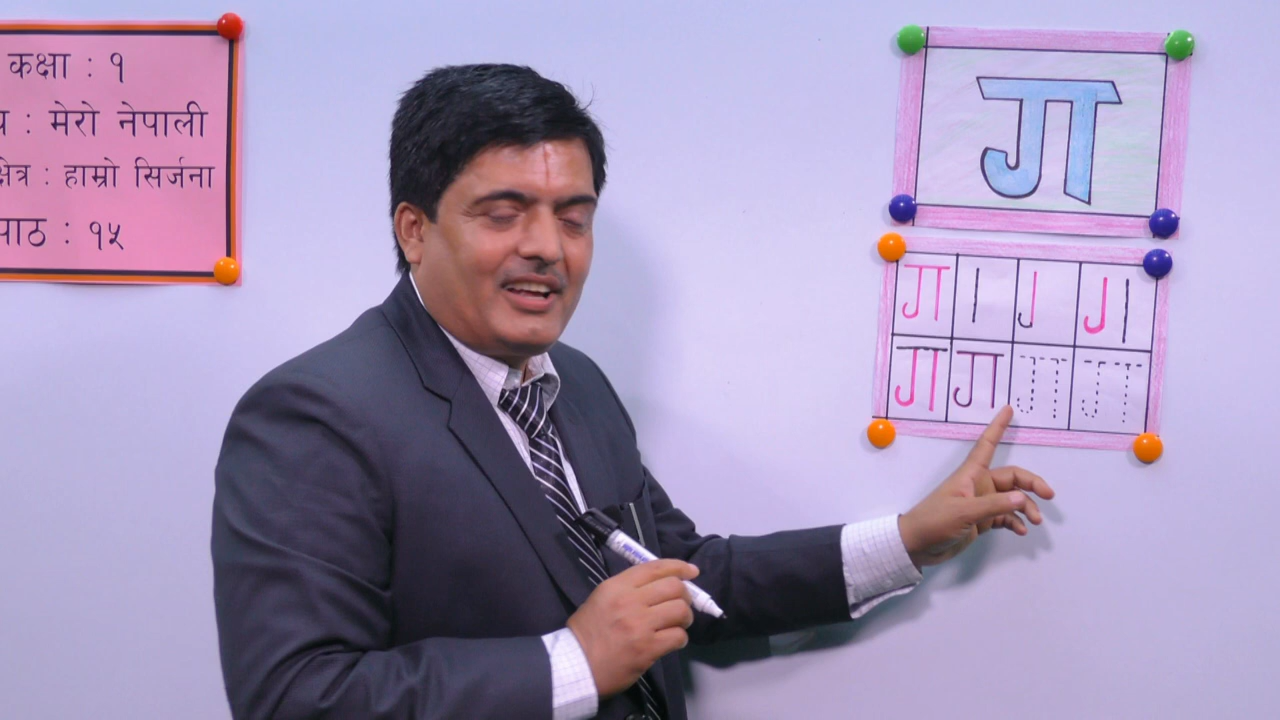 कक्षा : १
: मेरो नेपाली
क्षेत्र : हाम्रो सिर्जना
पाठ : १५
ग
ग
ग ग ग ग